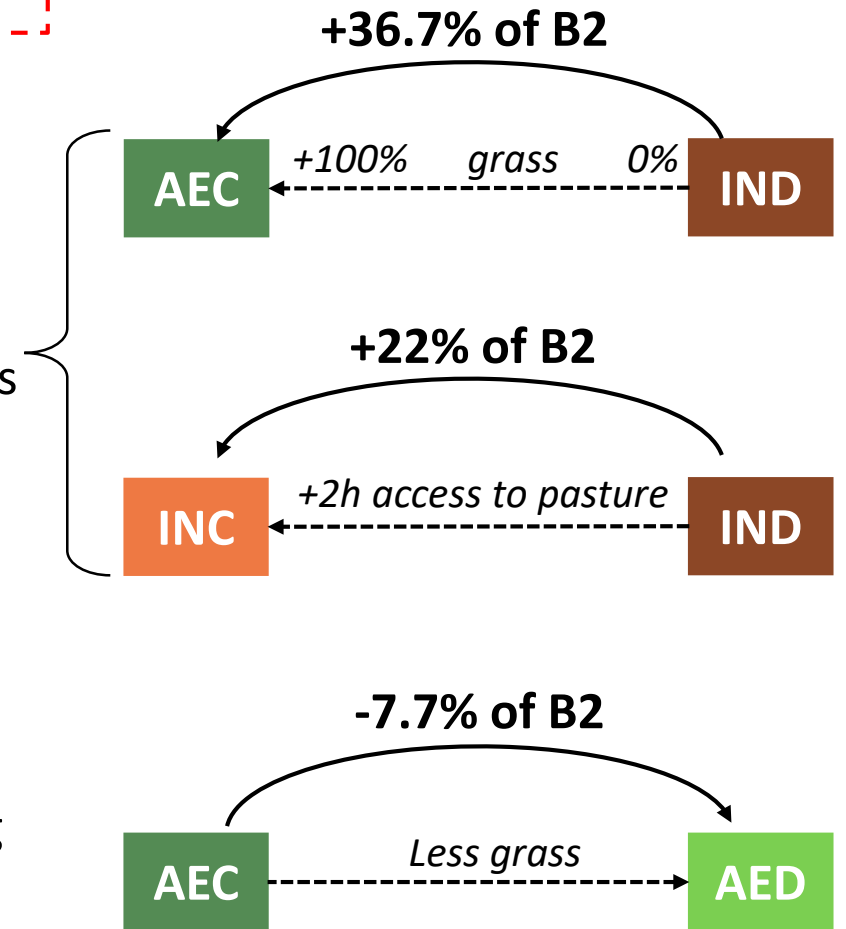 +36.7% of B2
+100% grass 0%
AEC
IND
+22% of B2
s
+2h access to pasture
INC
IND
-7.7% of B2
Less grass
AEC
AED